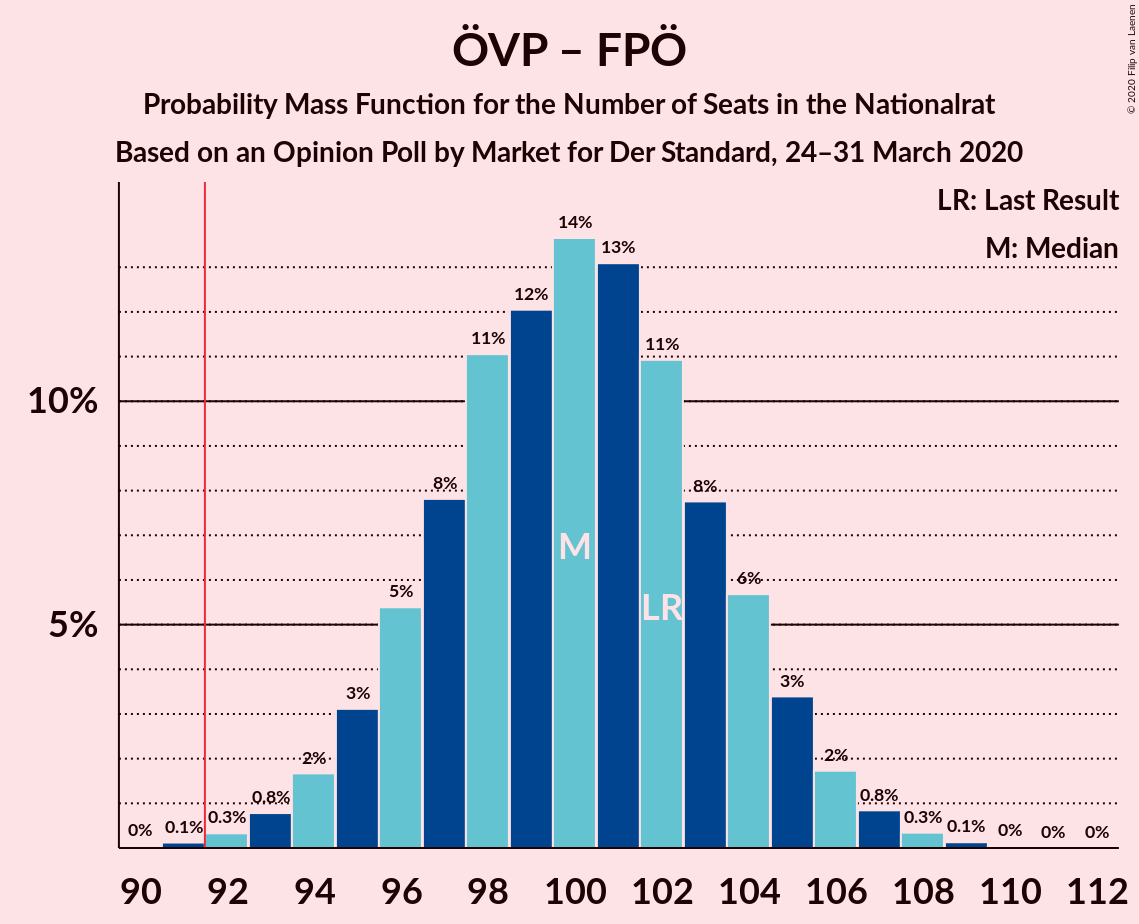 ÖVP – FPÖ
Probability Mass Function for the Number of Seats in the Nationalrat
Based on an Opinion Poll by Market for Der Standard, 24–31 March 2020
© 2020 Filip van Laenen
LR: Last Result
M: Median
10%
5%
0%
0.1%
0.3%
0.8%
2%
3%
5%
8%
11%
12%
14%
13%
11%
8%
6%
3%
2%
0.8%
0.3%
0.1%
0%
0%
0%
M
LR
90 92 94 96 98 100 102 104 106 108 110 112